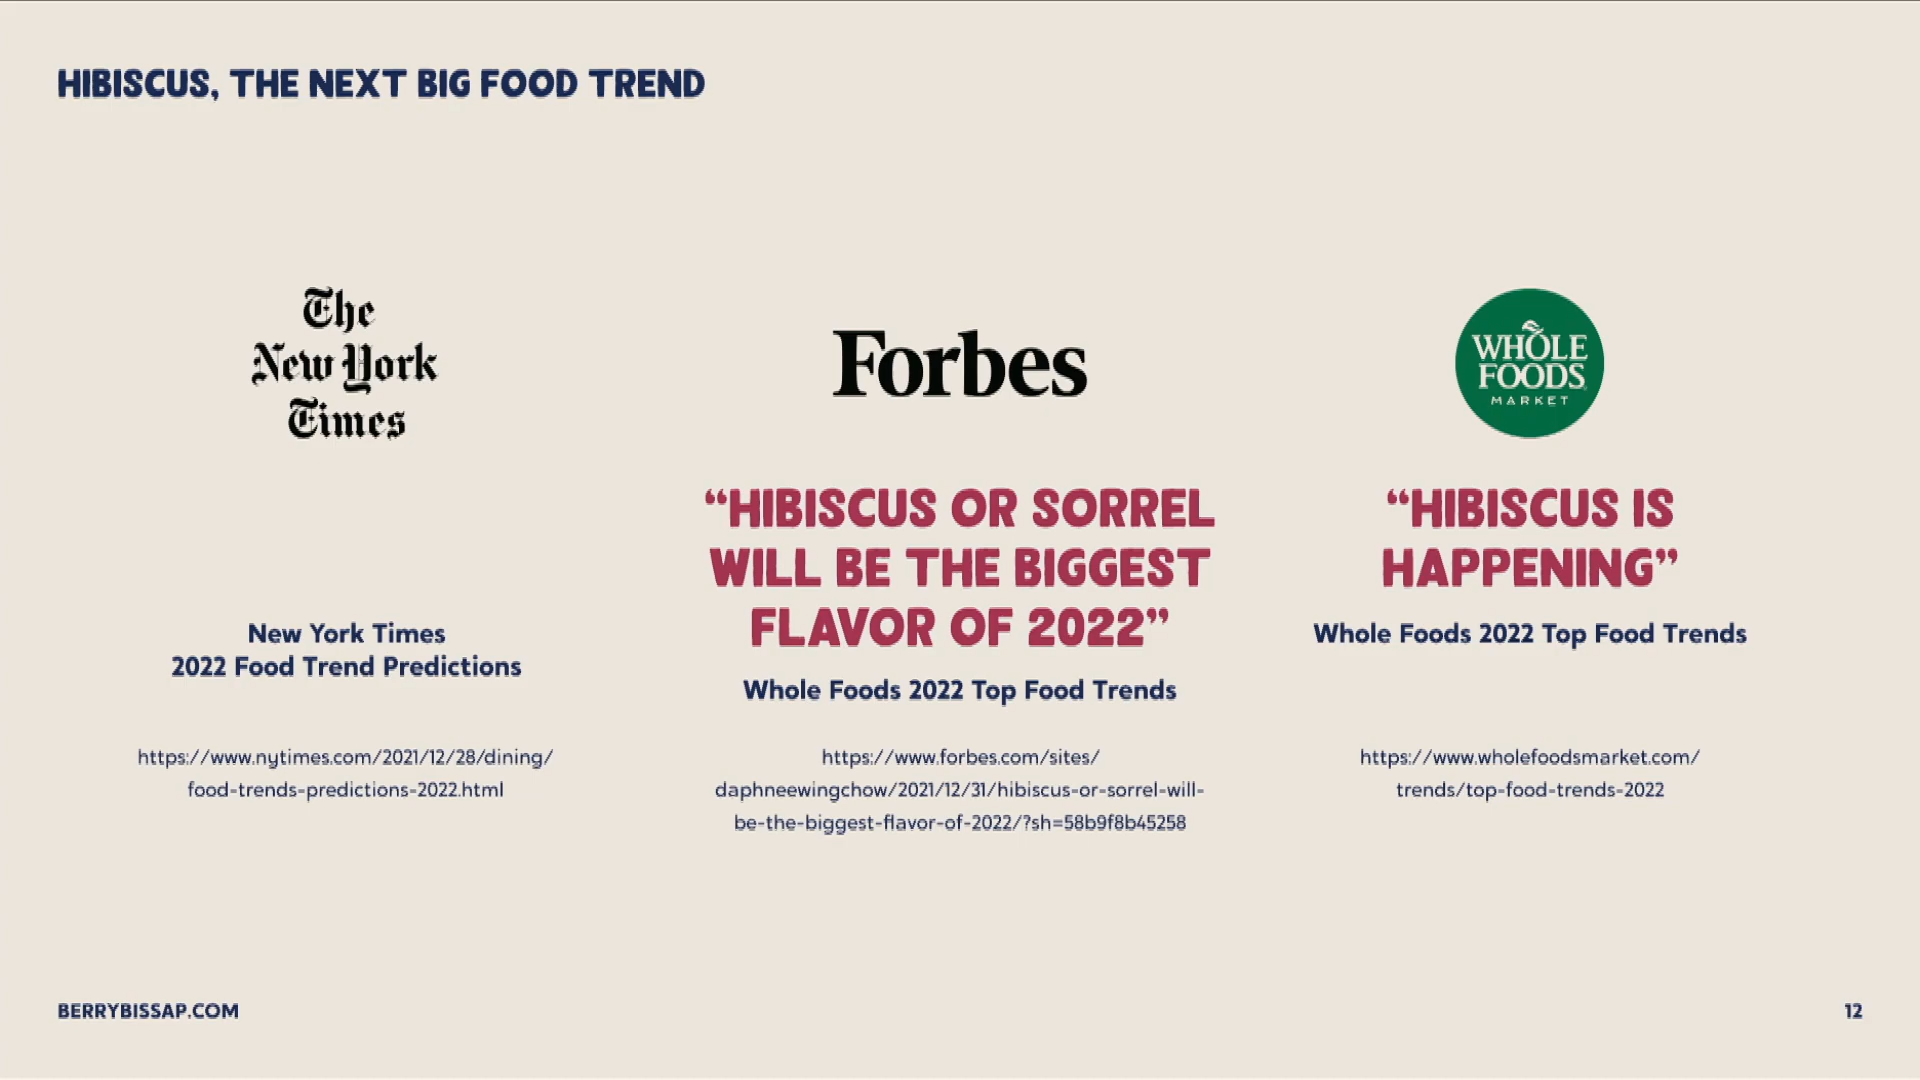 HIBISCUS, THE NEXT BIG FOOD TREND
The
New York
Times
New York Times
2022 Food Trend Predictions
https://www.nytimes.com/2021/12/28/dining/
food-trends-predictions-2022.html
Forbes
“HIBISCUS OR SORREL
WILL BE THE BIGGEST
FLAVOR OF 2022”
Whole Foods 2022 Top Food Trends
https://www.forbes.com/sites/
daphneewingchow/2021/12/31/hibiscus-or-sorrel-will-
be-the-biggest-flavor-of-2022/?sh=58b9f8b45258
WHOLE
FOODS
MARKET
“HIBISCUS IS
HAPPENING”
Whole Foods 2022 Top Food Trends
https://www.wholefoodsmarket.com/
trends/top-food-trends-2022
BERRYBISSAP.COM
12